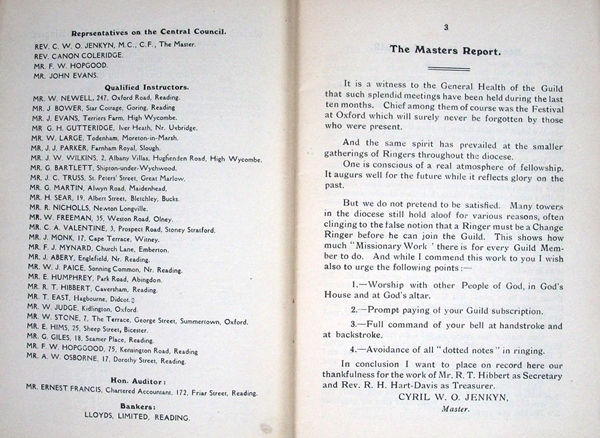 Representatives on the Central Council.
REV. C. W. O. JENKYN, M.C., C.F., The Master.
REV. CANON COLERIDGE.
MR. F. W. HOPGOOD.
MR. JOHN EVANS.
Qualified Instructors.
MR. W. NEWELL, 247, Oxford Road, Reading.
MR. J BOWER, Star Cottage, Goring, Reading
MR. J. EVANS, Terriers Farm, High Wycombe.
MR G. H. GUTTERIDGE, Iver Heath, Nr. Uxbridge.
MR. W. LARGE, Todenham, Moreton-in-Marsh.
MR. J. J. PARKER, Farnham Royal, Slough.
MR. J. W. WILKINS, 2, Albany Villas, Hughenden Road, High Wycombe.
MR. G. BARTLETT, Shipton-under-Wychwood.
MR. J. C. TRUSS, St. Peters' Street, Great Marlow.
MR. G. MARTIN, Alwyn Road, Maidenhead.
MR. H. SEAR, 19, Albert Street, Bletchley, Bucks.
MR. R. NICHOLLS, Newton Longville.
MR. W. FREEMAN, 35, Weston Road, Olney.
MR. C. A. VALENTINE, 3, Prospect Road, Stoney Stratford.
MR. J. MONK, 17, Cape Terrace, Witney.
MR. F. J. MYNARD, Church Lane, Emberton.
MR. J. ABERY, Englefield, Nr. Reading.
MR. W. J. PAICE, Sonning Common, Nr. Reading.
MR. E. HUMPHREY, Park Road, Abingdon.
MR. R. T. HIBBERT, Caversham, Reading.
MR. T. EAST, Hagbourne, Didcot.
MR. W. JUDGE, Kidlington, Oxford.
MR. W. STONE, 7, The Terrace, George Street, Summertown, Oxford.
MR. E. HIMS, 25, Sheep Street, Bicester.
MR. G. GILES, 18, Seamer Place, Reading.
MR. F. W. HOPGGOOD, 75, Kensington Road, Reading
MR. A. W. OSBORNE, 17, Dorothy Street, Reading.
Hon. Auditor:
MR. ERNEST FRANCIS, Chartered Accountant, 172, Friar Street, Reading.
Bankers:
LLOYDS, LIMITED, READING.
3
The Masters Report.
It is a witness to the General Health of the Guild
that such splendid meetings have been held during the last
ten months. Chief among them of course was the Festival
at Oxford which will surely never be forgotten by those
who were present.
And the same spirit has prevailed at the smaller
gatherings of Ringers throughout the diocese.
One is conscious of a real atmosphere of fellowship.
It augurs well for the future while it reflects glory on the
past.
But we do not pretend to be satisfied. Many towers
in the diocese still hold aloof for various reasons, often
clinging to the false notion that a Ringer must be a Change
Ringer before he can join the Guild. This shows how
much "Missionary Work' there is for every Guild Mem-
ber to do. And while I commend this work to you I wish
also to urge the following points :—
1.—Worship with other People of God, in God's
House and at God's altar.
2.—Prompt paying of your Guild subscription.
3.—Full command of your bell at handstroke and
at backstroke.
4.—Avoidance of all "dotted notes" in ringing.
In conclusion I want to place on record here our
thankfulness for the work of Mr. R. T. Hibbert as Secretary
and Rev. R. H. Hart-Davis as Treasurer.
CYRIL W. O. JENKYN,
Master.